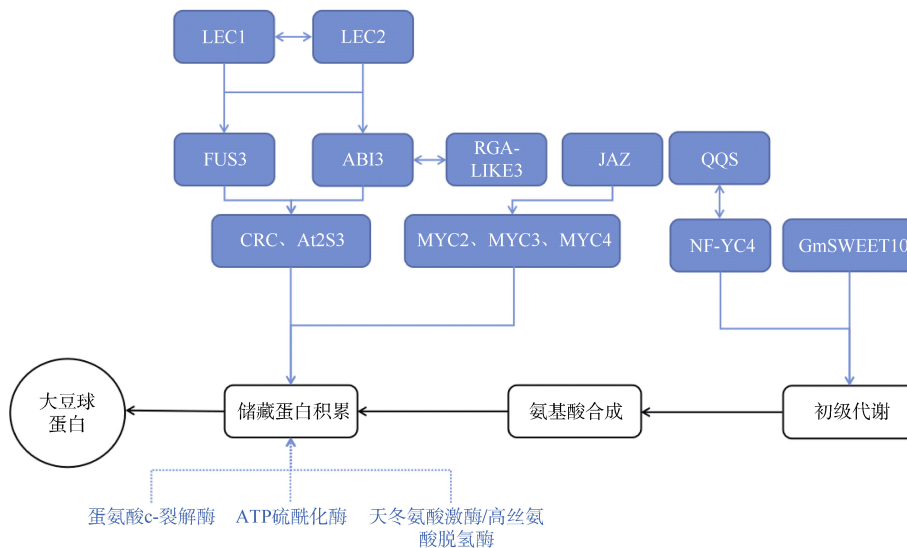 LEC1
LEC2
FUS3
ABI3
RGA-
LIKE3
JAZ
QQS
CRC、At2S3
MYC2、MYC3、MYC4
NF-YC4
GmSWEET10
大豆球
蛋白
储藏蛋白积累
氨基酸合成
初级代谢
蛋氨酸c-裂解酶
ATP硫酰化酶
天冬氨酸激酶/高丝氨
酸脱氢酶